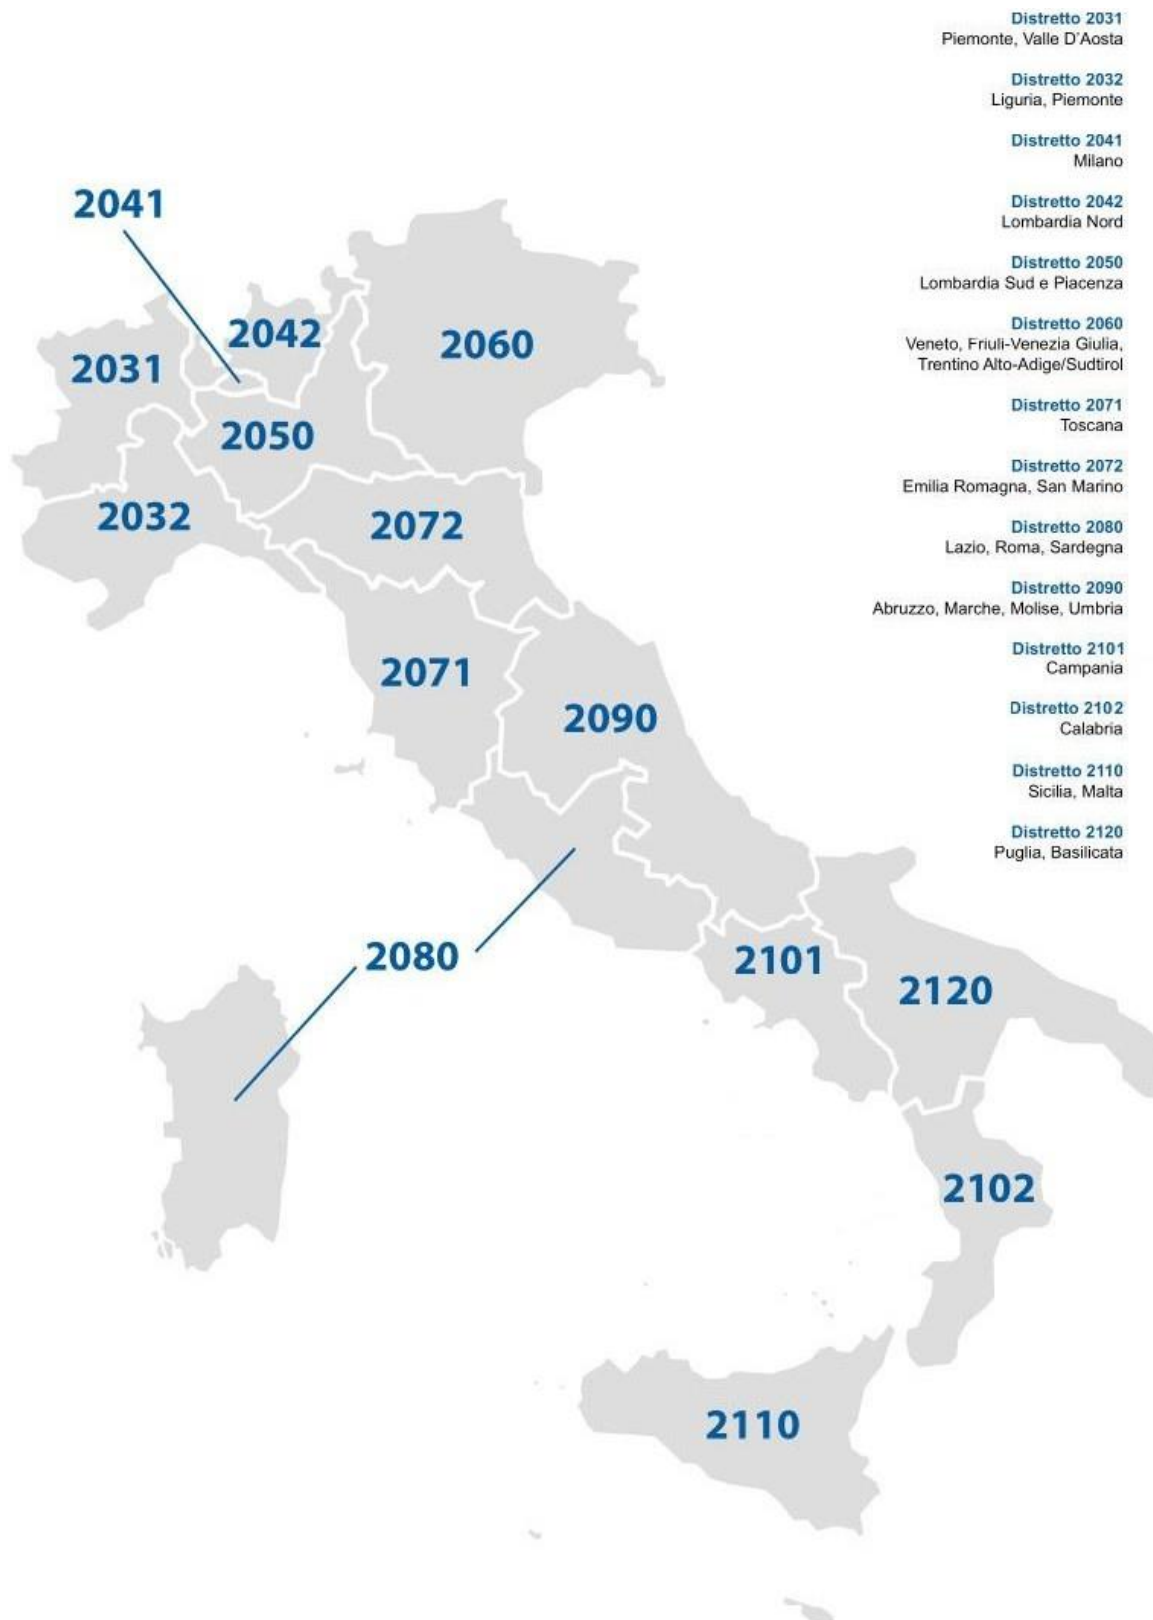 Distretto 2031
Piemonte, Valle D'Aosta
Distretto 2032
Liguria, Piemonte
Distretto 2041
Milano
Distretto 2042
Lombardia Nord
Distretto 2050
Lombardia Sud e Piacenza
Distretto 2060
Veneto, Friuli-Venezia Giulia,
Trentino Alto-Adige/Sudtirol
Distretto 2071
Toscana
Distretto 2072
Emilia Romagna, San Marino
Distretto 2080
Lazio, Roma, Sardegna
Distretto 2090
Abruzzo, Marche, Molise, Umbria
Distretto 2101
Campania
Distretto 2102
Calabria
Distretto 2110
Sicilia, Malta
Distretto 2120
Puglia, Basilicata
2041
2042
2031
2060
2050
2032
2072
2071
2090
2080
2101
2120
2102
2110